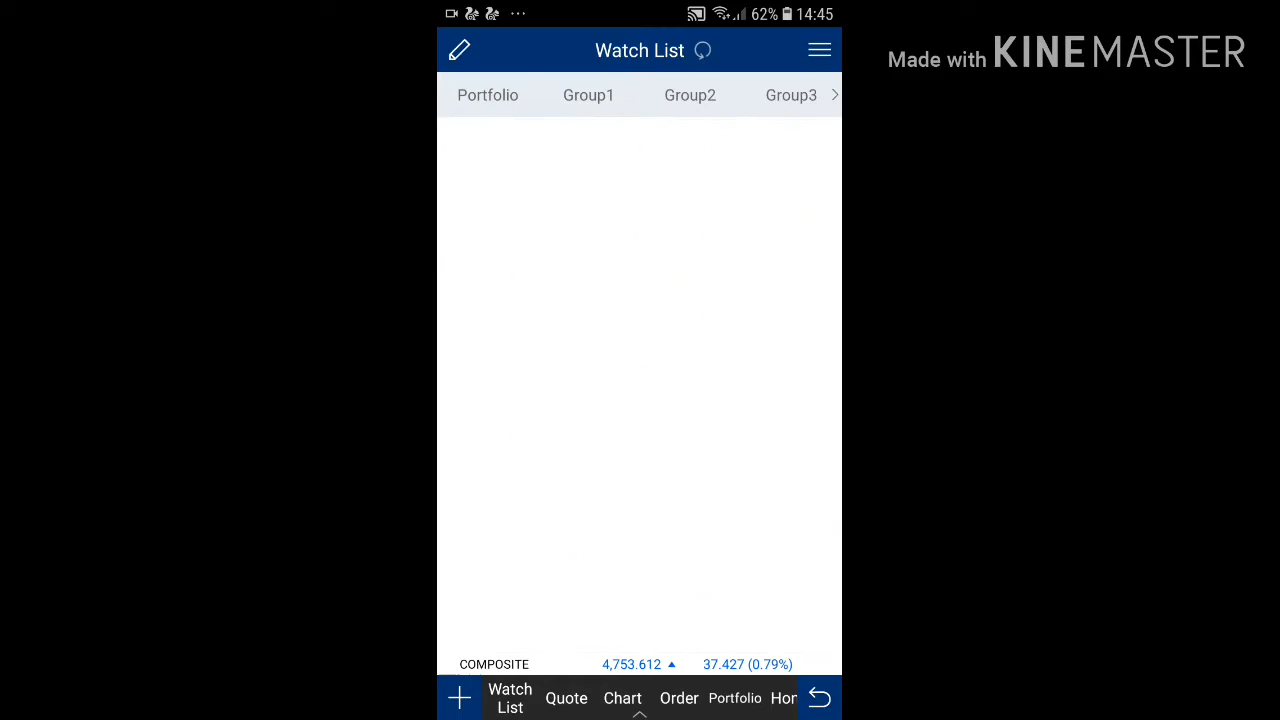 62% 14:45
Made with KINEMASTER
Watch List
Portfolio Group1 Group2 Group3
COMPOSITE 4,753.612 37.427 (0.79%)
Watch List Quote Chart Order Portfolio Hor